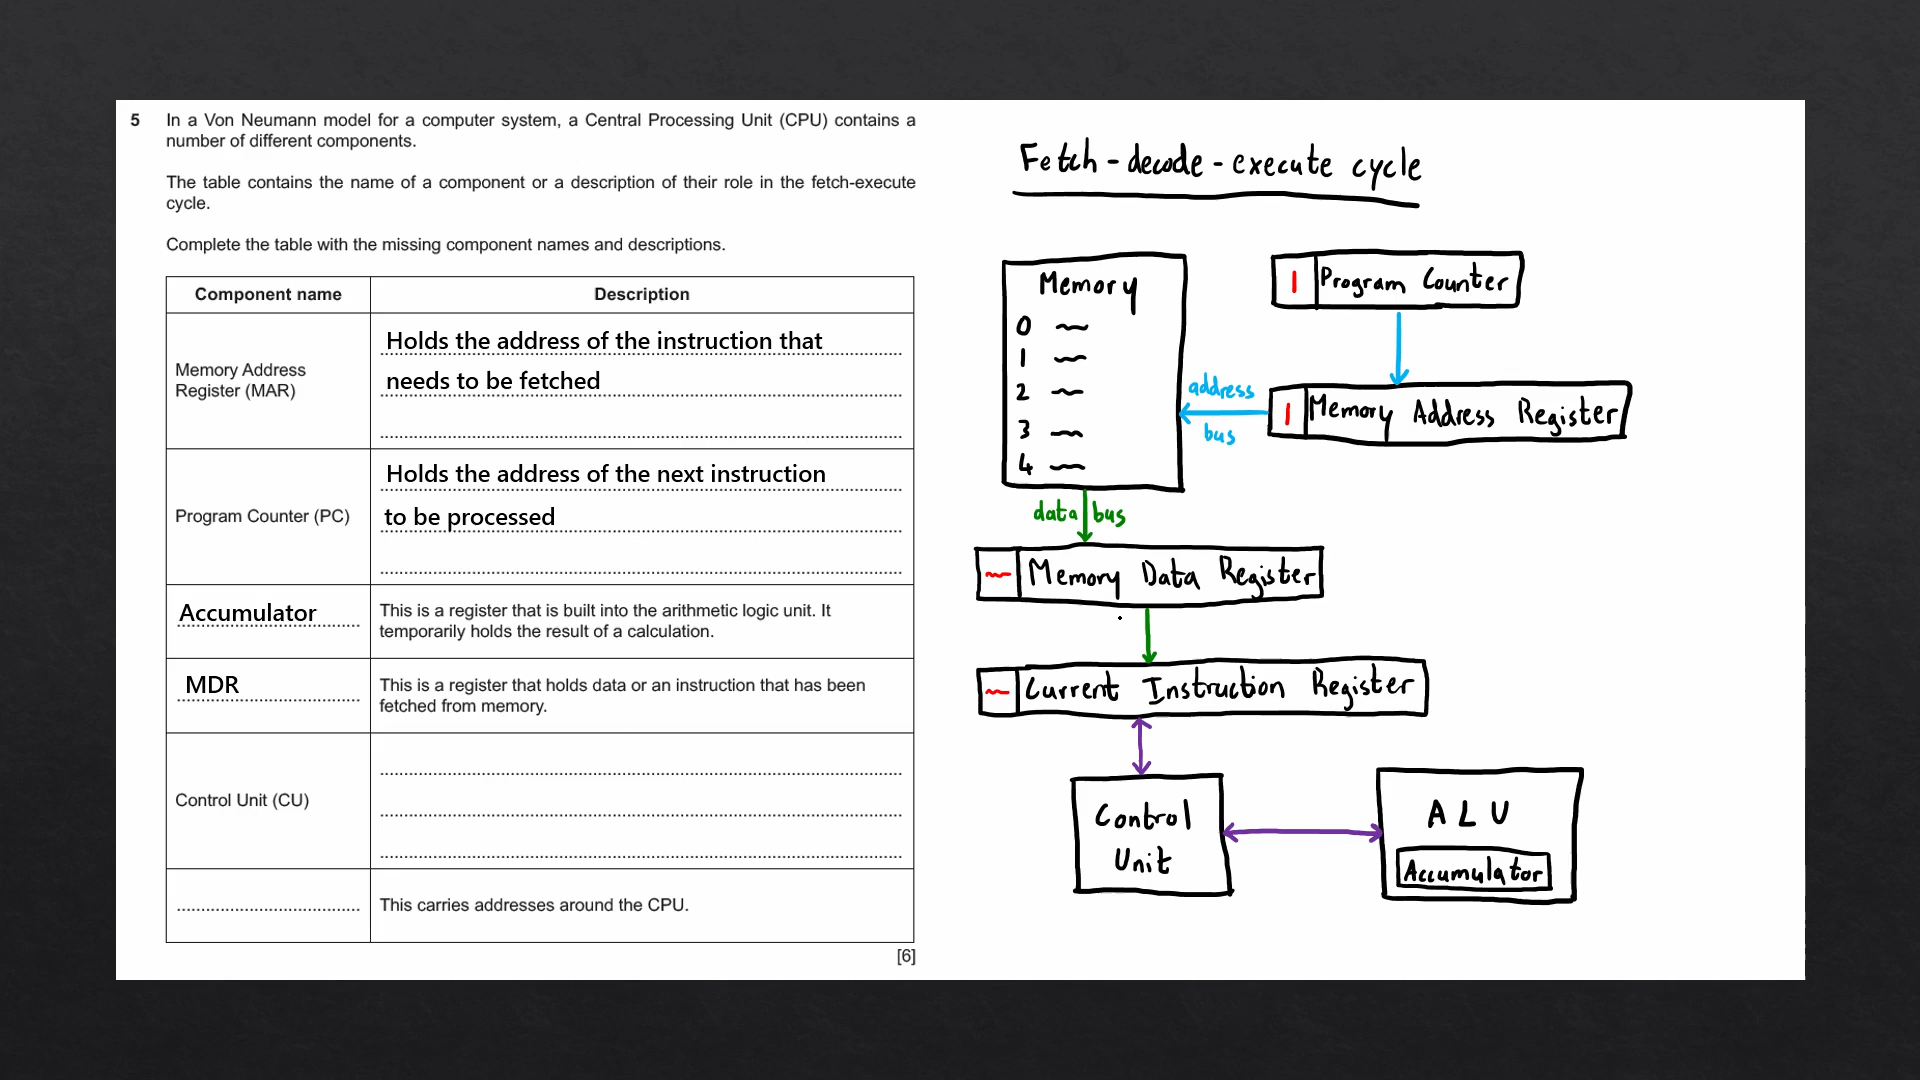 5 In a Von Neumann model for a computer system, a Central Processing Unit (CPU) contains a
number of different components.
The table contains the name of a component or a description of their role in the fetch-execute
cycle.
Complete the table with the missing component names and descriptions.
Component name Description
Memory Address
Register (MAR)
Holds the address of the instruction that
needs to be fetched
Program Counter (PC)
Holds the address of the next instruction
to be processed
Accumulator
This is a register that is built into the arithmetic logic unit. It
temporarily holds the result of a calculation.
MDR
This is a register that holds data or an instruction that has been
fetched from memory.
Control Unit (CU)
This carries addresses around the CPU.
[6]
Fetch-decode-execute cycle
Memory
0
1
2
3
4
1 Program Counter
address
bus
1 Memory Address Register
data bus
Memory Data Register
Current Instruction Register
Control
Unit
ALU
Accumulator